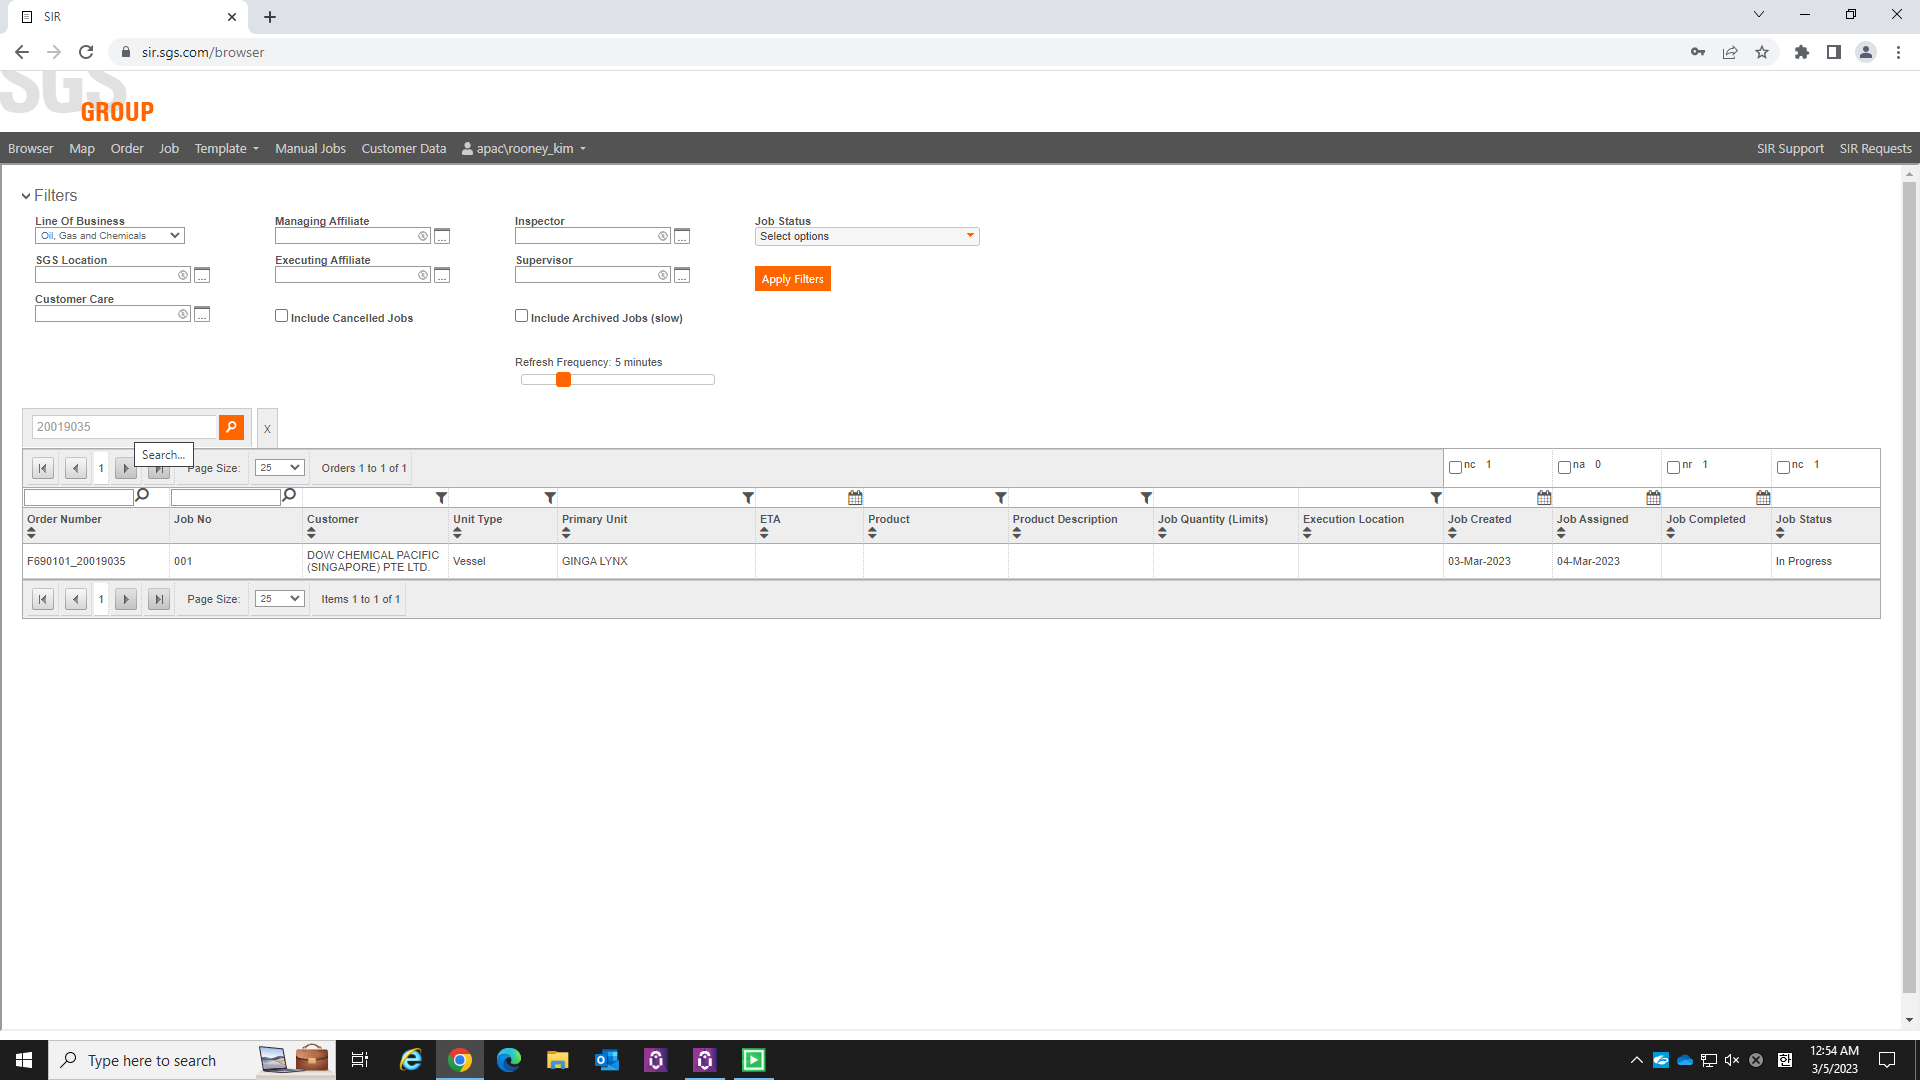 SIR
sir.sgs.com/browser
SGS
GROUP
Browser Map Order Job Template Manual Jobs Customer Data apac\rooney_kim SIR Support SIR Requests
Filters
Line Of Business Managing Affiliate Inspector Job Status
Oil, Gas and Chemicals Select options
SGS Location Executing Affiliate Supervisor
Apply Filters
Customer Care
Include Cancelled Jobs Include Archived Jobs (slow)
Refresh Frequency: 5 minutes
20019035 x
Search...
1 Page Size: 25 Orders 1 to 1 of 1 nc 1 na 0 nr 1 nc 1
Order Number Job No Customer Unit Type Primary Unit ETA Product Product Description Job Quantity (Limits) Execution Location Job Created Job Assigned Job Completed Job Status
F690101_20019035 001 DOW CHEMICAL PACIFIC Vessel GINGA LYNX 03-Mar-2023 04-Mar-2023 In Progress
(SINGAPORE) PTE LTD.
1 Page Size: 25 Items 1 to 1 of 1
Type here to search 한 12:54 AM
3/5/2023